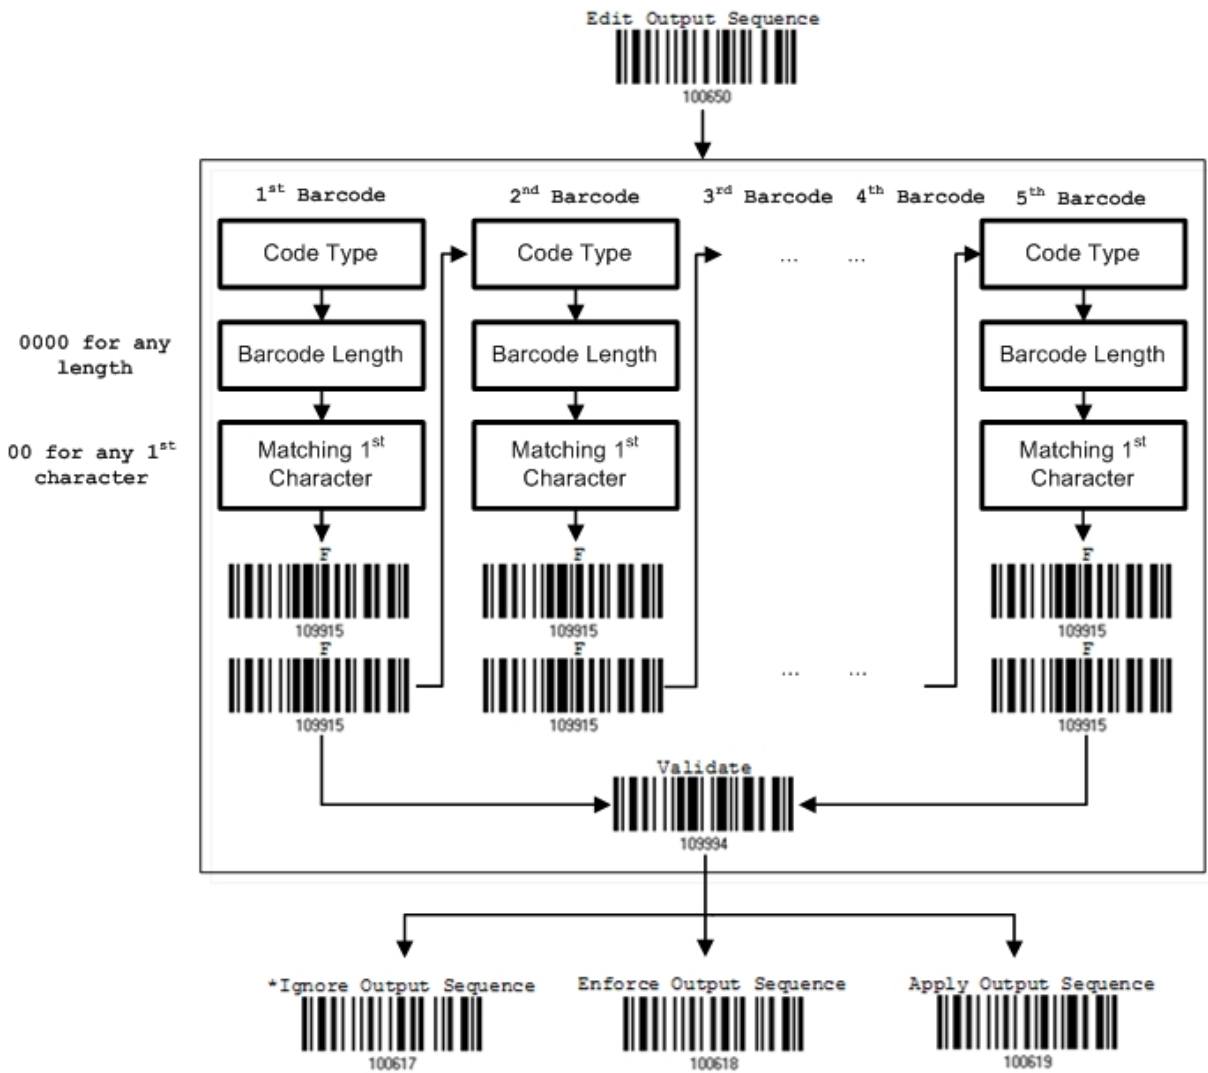 Edit Output Sequence
100650
1st Barcode 2nd Barcode 3rd Barcode 4th Barcode 5th Barcode
Code Type Code Type ... ... Code Type
0000 for any
length
Barcode Length Barcode Length Barcode Length
00 for any 1st
character
Matching 1st
Character
Matching 1st
Character
Matching 1st
Character
F F F
109915 109915 109915
F F F
... ...
109915 109915 109915
Validate
109994
*Ignore Output Sequence Enforce Output Sequence Apply Output Sequence
100617 100618 100619